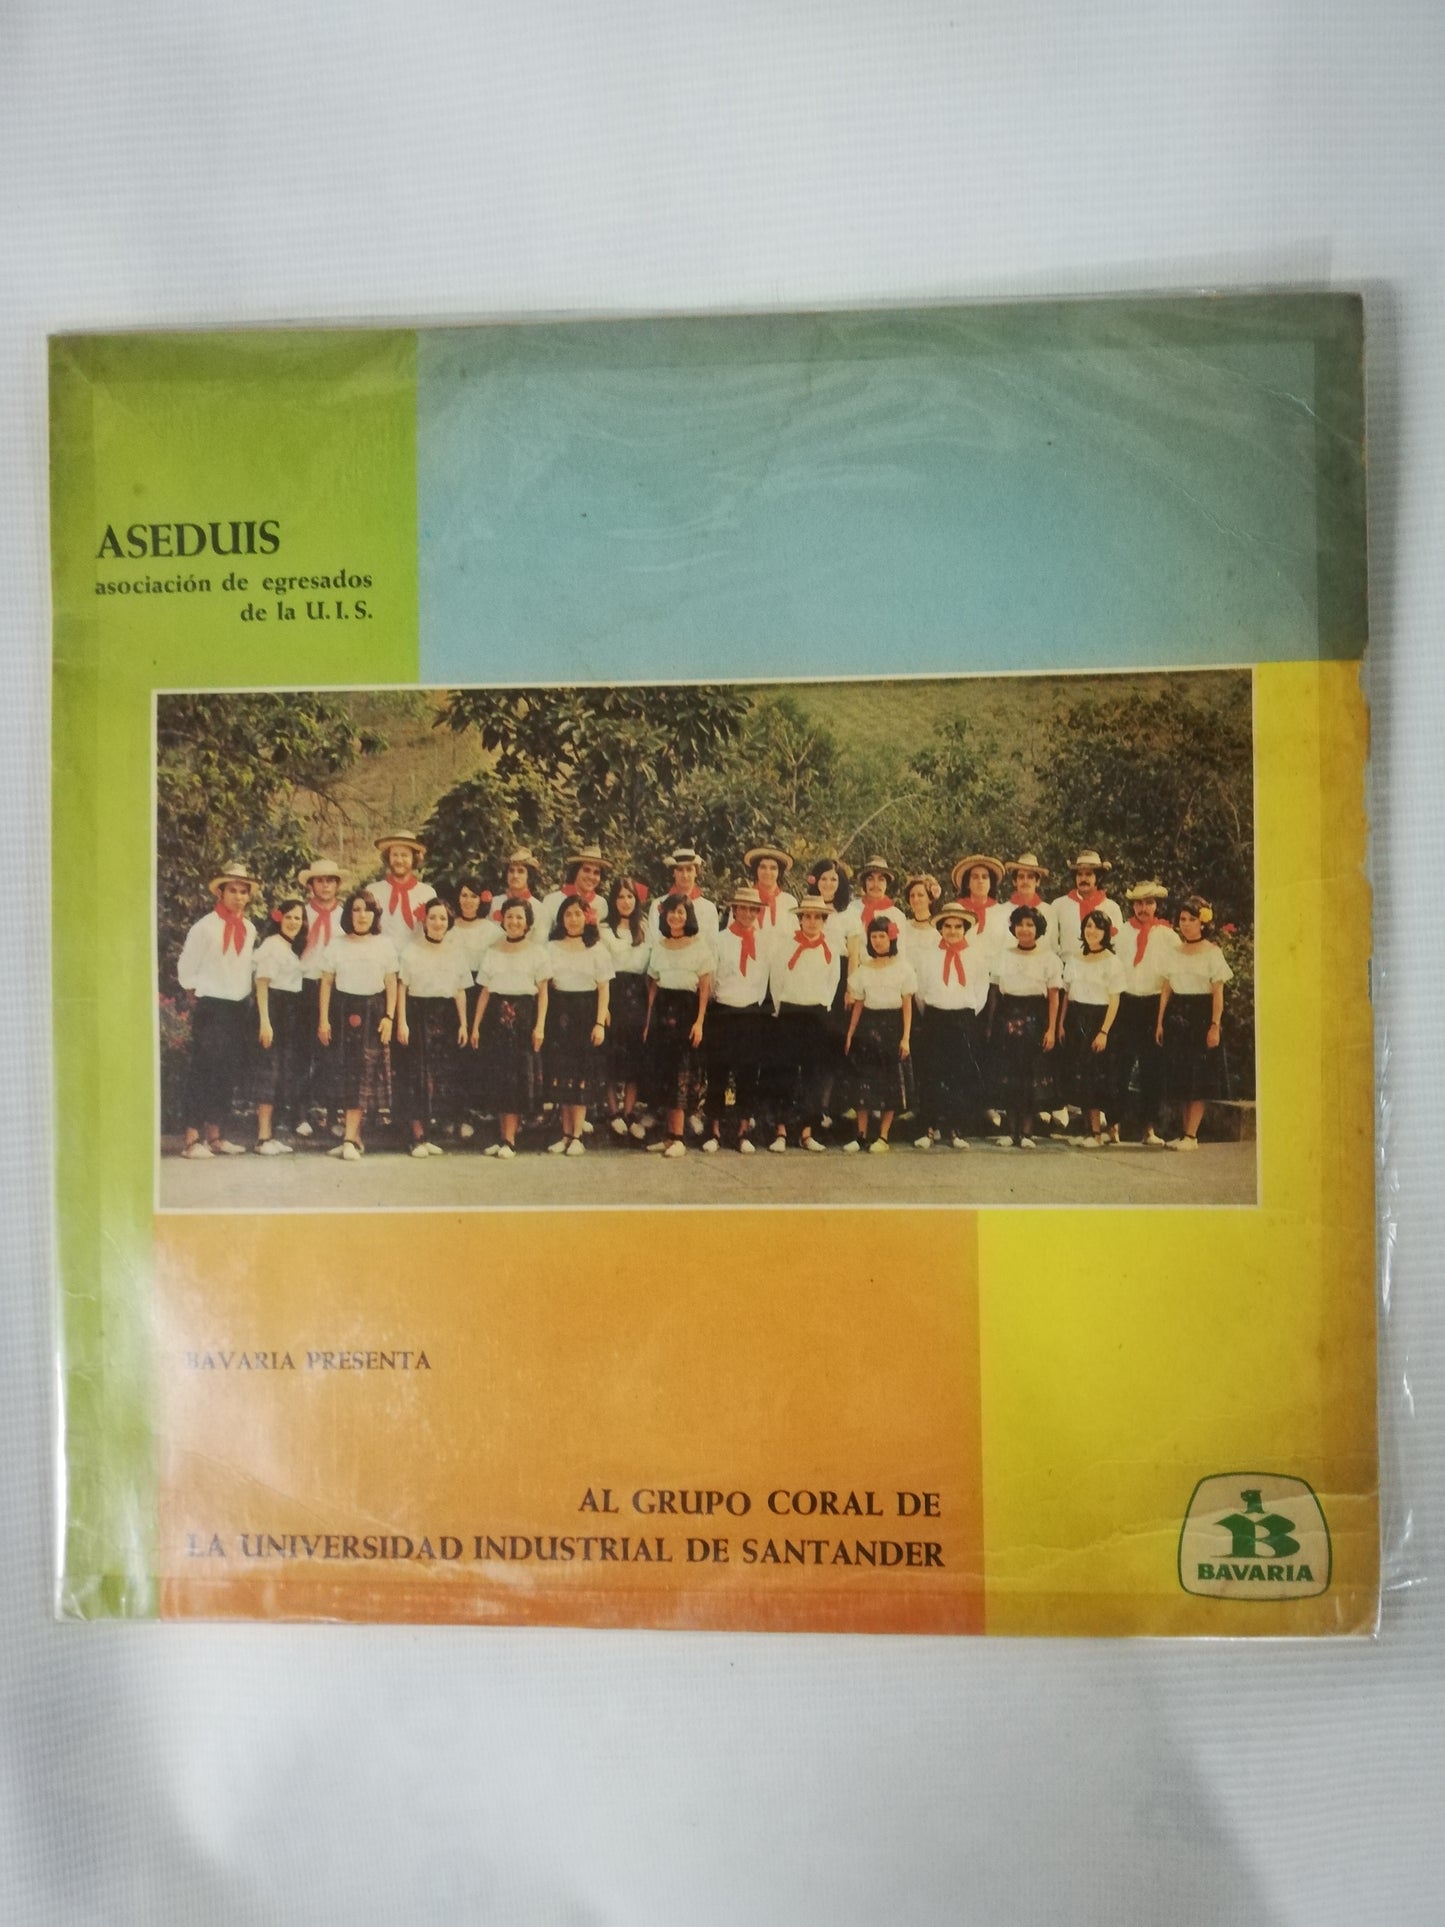 ASEDUIS
asociación de egresados
de la U.I.S.
BAVARIA PRESENTA
AL GRUPO CORAL DE
LA UNIVERSIDAD INDUSTRIAL DE SANTANDER
B
BAVARIA